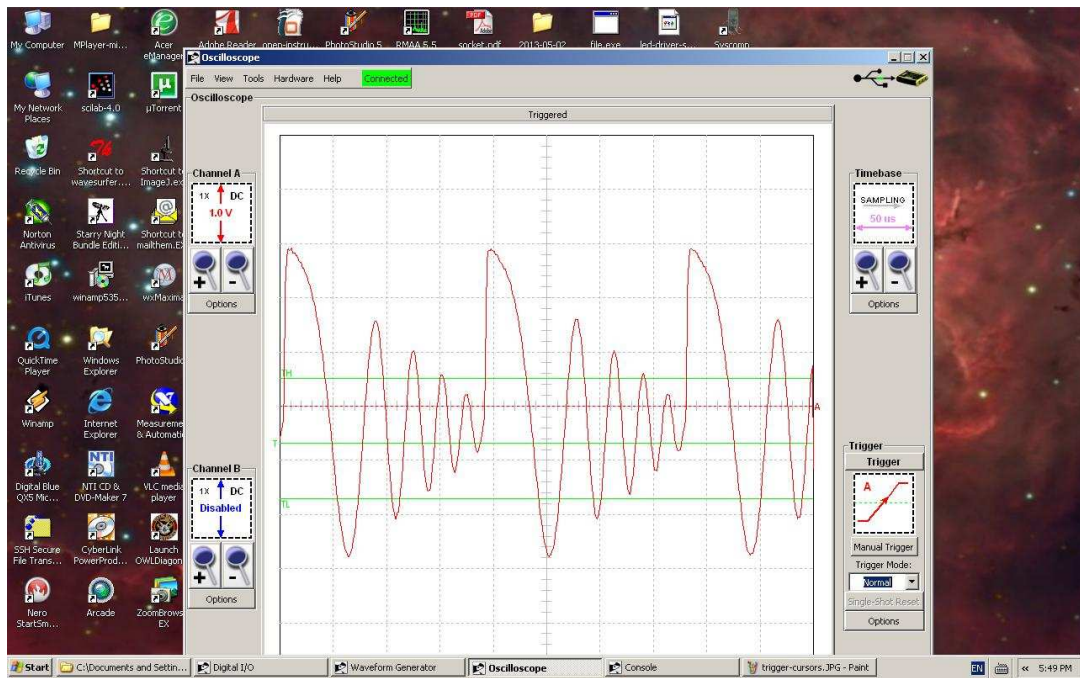 My Computer
MPlayer-mi...
Acer
eManager
Adobe Reader
open-instru...
PhotoStudio 5
RMAA 5.5
socket.pdf
2013-05-02
file.exe
led-driver-s...
Syscomp
My Network
Places
scilab-4.0
µTorrent
Recycle Bin
Shortcut to
wavesurfer....
Shortcut t
ImageJ.ex
Norton
Antivirus
Starry Night
Bundle Editi...
Shortcut t
mailthem.E
iTunes
winamp535...
wxMaxima
QuickTime
Player
Windows
Explorer
PhotoStudi
Winamp
Internet
Explorer
Measureme
& Automati
Digital Blue
QX5 Mic...
NTI CD &
DVD-Maker 7
VLC media
player
SSH Secure
File Trans...
CyberLink
PowerProd...
Launch
OWLDiagon
Nero
StartSm...
Arcade
ZoomBrows
EX
Oscilloscope
File View Tools Hardware Help Connected
Oscilloscope
Triggered
Channel A
1X DC
1.0 V
+ -
Options
Channel B
1X DC
Disabled
+ -
Options
TH
T
TL
A
Timebase
SAMPLING
50 us
+ -
Options
Trigger
Trigger
A
Manual Trigger
Trigger Mode:
Normal
Single-Shot Reset
Options
Start
C:\Documents and Settin...
Digital I/O
Waveform Generator
Oscilloscope
Console
trigger-cursors.JPG - Paint
EN
« 5:49 PM